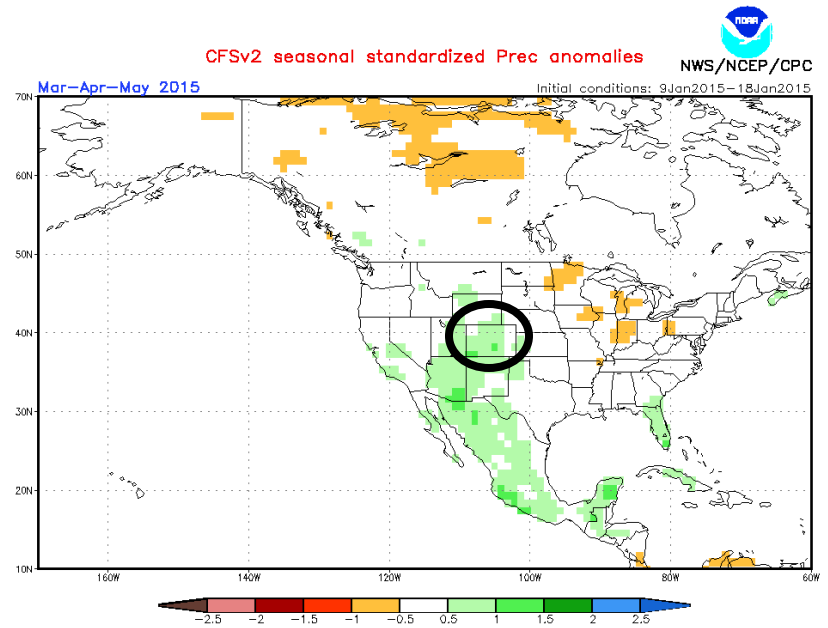 NOAA
CFSv2 seasonal standardized Prec anomalies
NWS/NCEP/CPC
Mar-Apr-May 2015
Initial conditions: 9Jan2015-18Jan2015
70N
60N
50N
40N
30N
20N
10N
160W 140W 120W 100W 80W 60W
-2.5 -2 -1.5 -1 -0.5 0.5 1 1.5 2 2.5